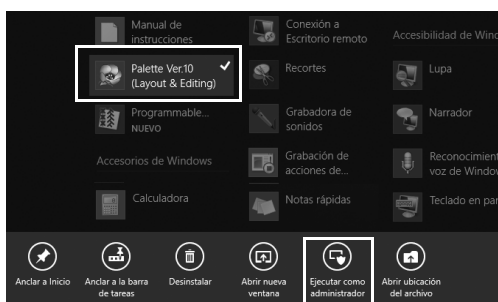 Manual de
instrucciones
Palette Ver.10
(Layout & Editing)
Programmable...
NUEVO
Accesorios de Windows
Calculadora
Conexión a
Escritorio remoto
Recortes
Grabadora de
sonidos
Grabación de
acciones de...
Notas rápidas
Accesibilidad de Wind
Lupa
Narrador
Reconocimient
voz de Window
Teclado en pan
Anclar a Inicio
Anclar a la barra
de tareas
Desinstalar
Abrir nueva
ventana
Ejecutar como
administrador
Abrir ubicación
del archivo